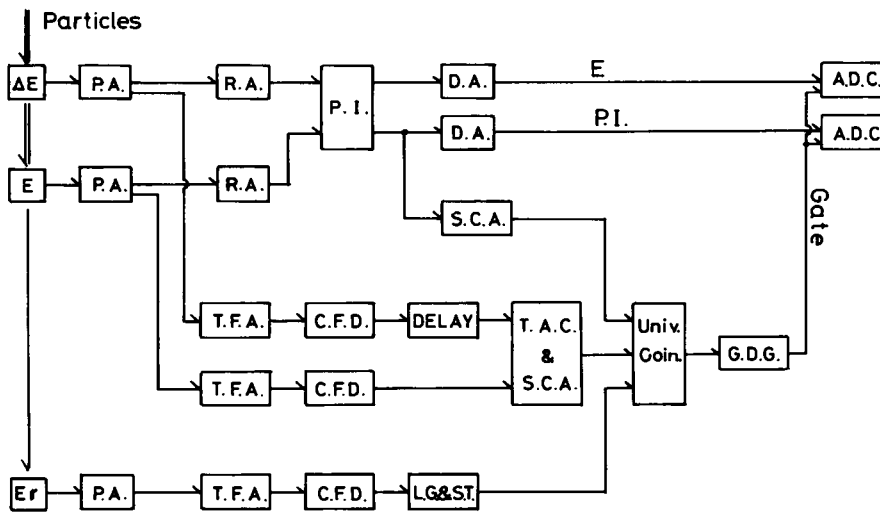 Particles
ΔE
P.A.
R.A.
P. I.
D.A.
E
A.D.C.
D.A.
P.I.
A.D.C.
E
P.A.
R.A.
S.C.A.
Gate
T.F.A.
C.F.D.
DELAY
T. A.C.
&
S.C.A.
Univ.
Coin.
G.D.G.
T.F.A.
C.F.D.
Er
P.A.
T.F.A.
C.F.D.
L.G&S.T.